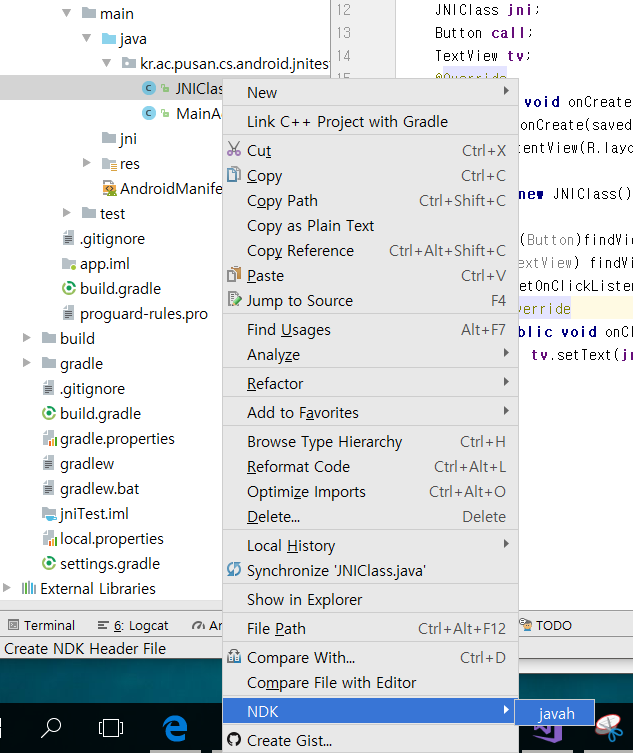 main
java
kr.ac.pusan.cs.android.jnites
JNIClas
MainA
jni
res
AndroidManife
test
.gitignore
app.iml
build.gradle
proguard-rules.pro
build
gradle
.gitignore
build.gradle
gradle.properties
gradlew
gradlew.bat
jniTest.iml
local.properties
settings.gradle
External Libraries
Terminal 6: Logcat An TODO
Create NDK Header File
12 JNIClass jni;
13 Button call;
14 TextView tv;
15 @Override
void onCreate
onCreate(saved
tentView(R.layo
new JNIClass()
(Button)findVi
extView) findVi
etOnClickListen
verride
blic void onCl
tv.setText(jn
New
Link C++ Project with Gradle
Cut Ctrl+X
Copy Ctrl+C
Copy Path Ctrl+Shift+C
Copy as Plain Text
Copy Reference Ctrl+Alt+Shift+C
Paste Ctrl+V
Jump to Source F4
Find Usages Alt+F7
Analyze
Refactor
Add to Favorites
Browse Type Hierarchy Ctrl+H
Reformat Code Ctrl+Alt+L
Optimize Imports Ctrl+Alt+O
Delete... Delete
Local History
Synchronize 'JNIClass.java'
Show in Explorer
File Path Ctrl+Alt+F12
Compare With... Ctrl+D
Compare File with Editor
NDK
javah
Create Gist...